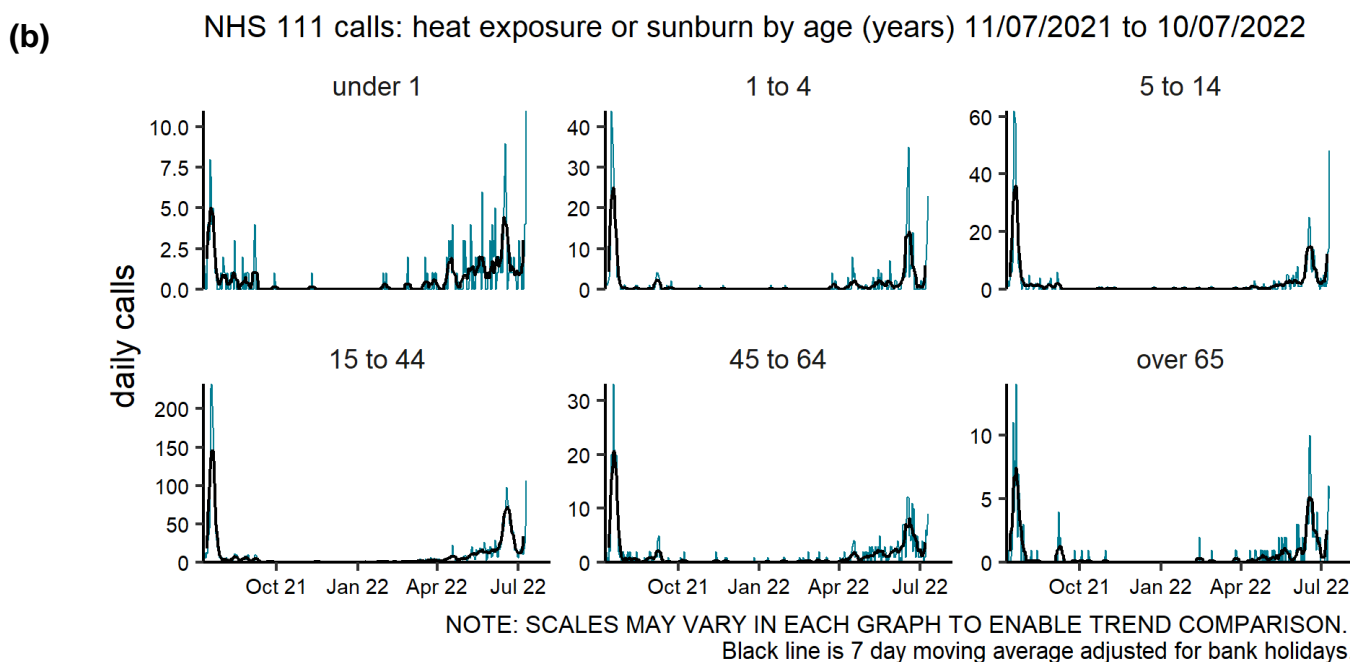 (b)
NHS 111 calls: heat exposure or sunburn by age (years) 11/07/2021 to 10/07/2022
under 1
1 to 4
5 to 14
10.0
7.5
5.0
2.5
0.0
40
30
20
10
0
60
40
20
0
daily calls
15 to 44
45 to 64
over 65
200
150
100
50
0
30
20
10
0
10
5
0
Oct 21 Jan 22 Apr 22 Jul 22
Oct 21 Jan 22 Apr 22 Jul 22
Oct 21 Jan 22 Apr 22 Jul 22
NOTE: SCALES MAY VARY IN EACH GRAPH TO ENABLE TREND COMPARISON.
Black line is 7 day moving average adjusted for bank holidays